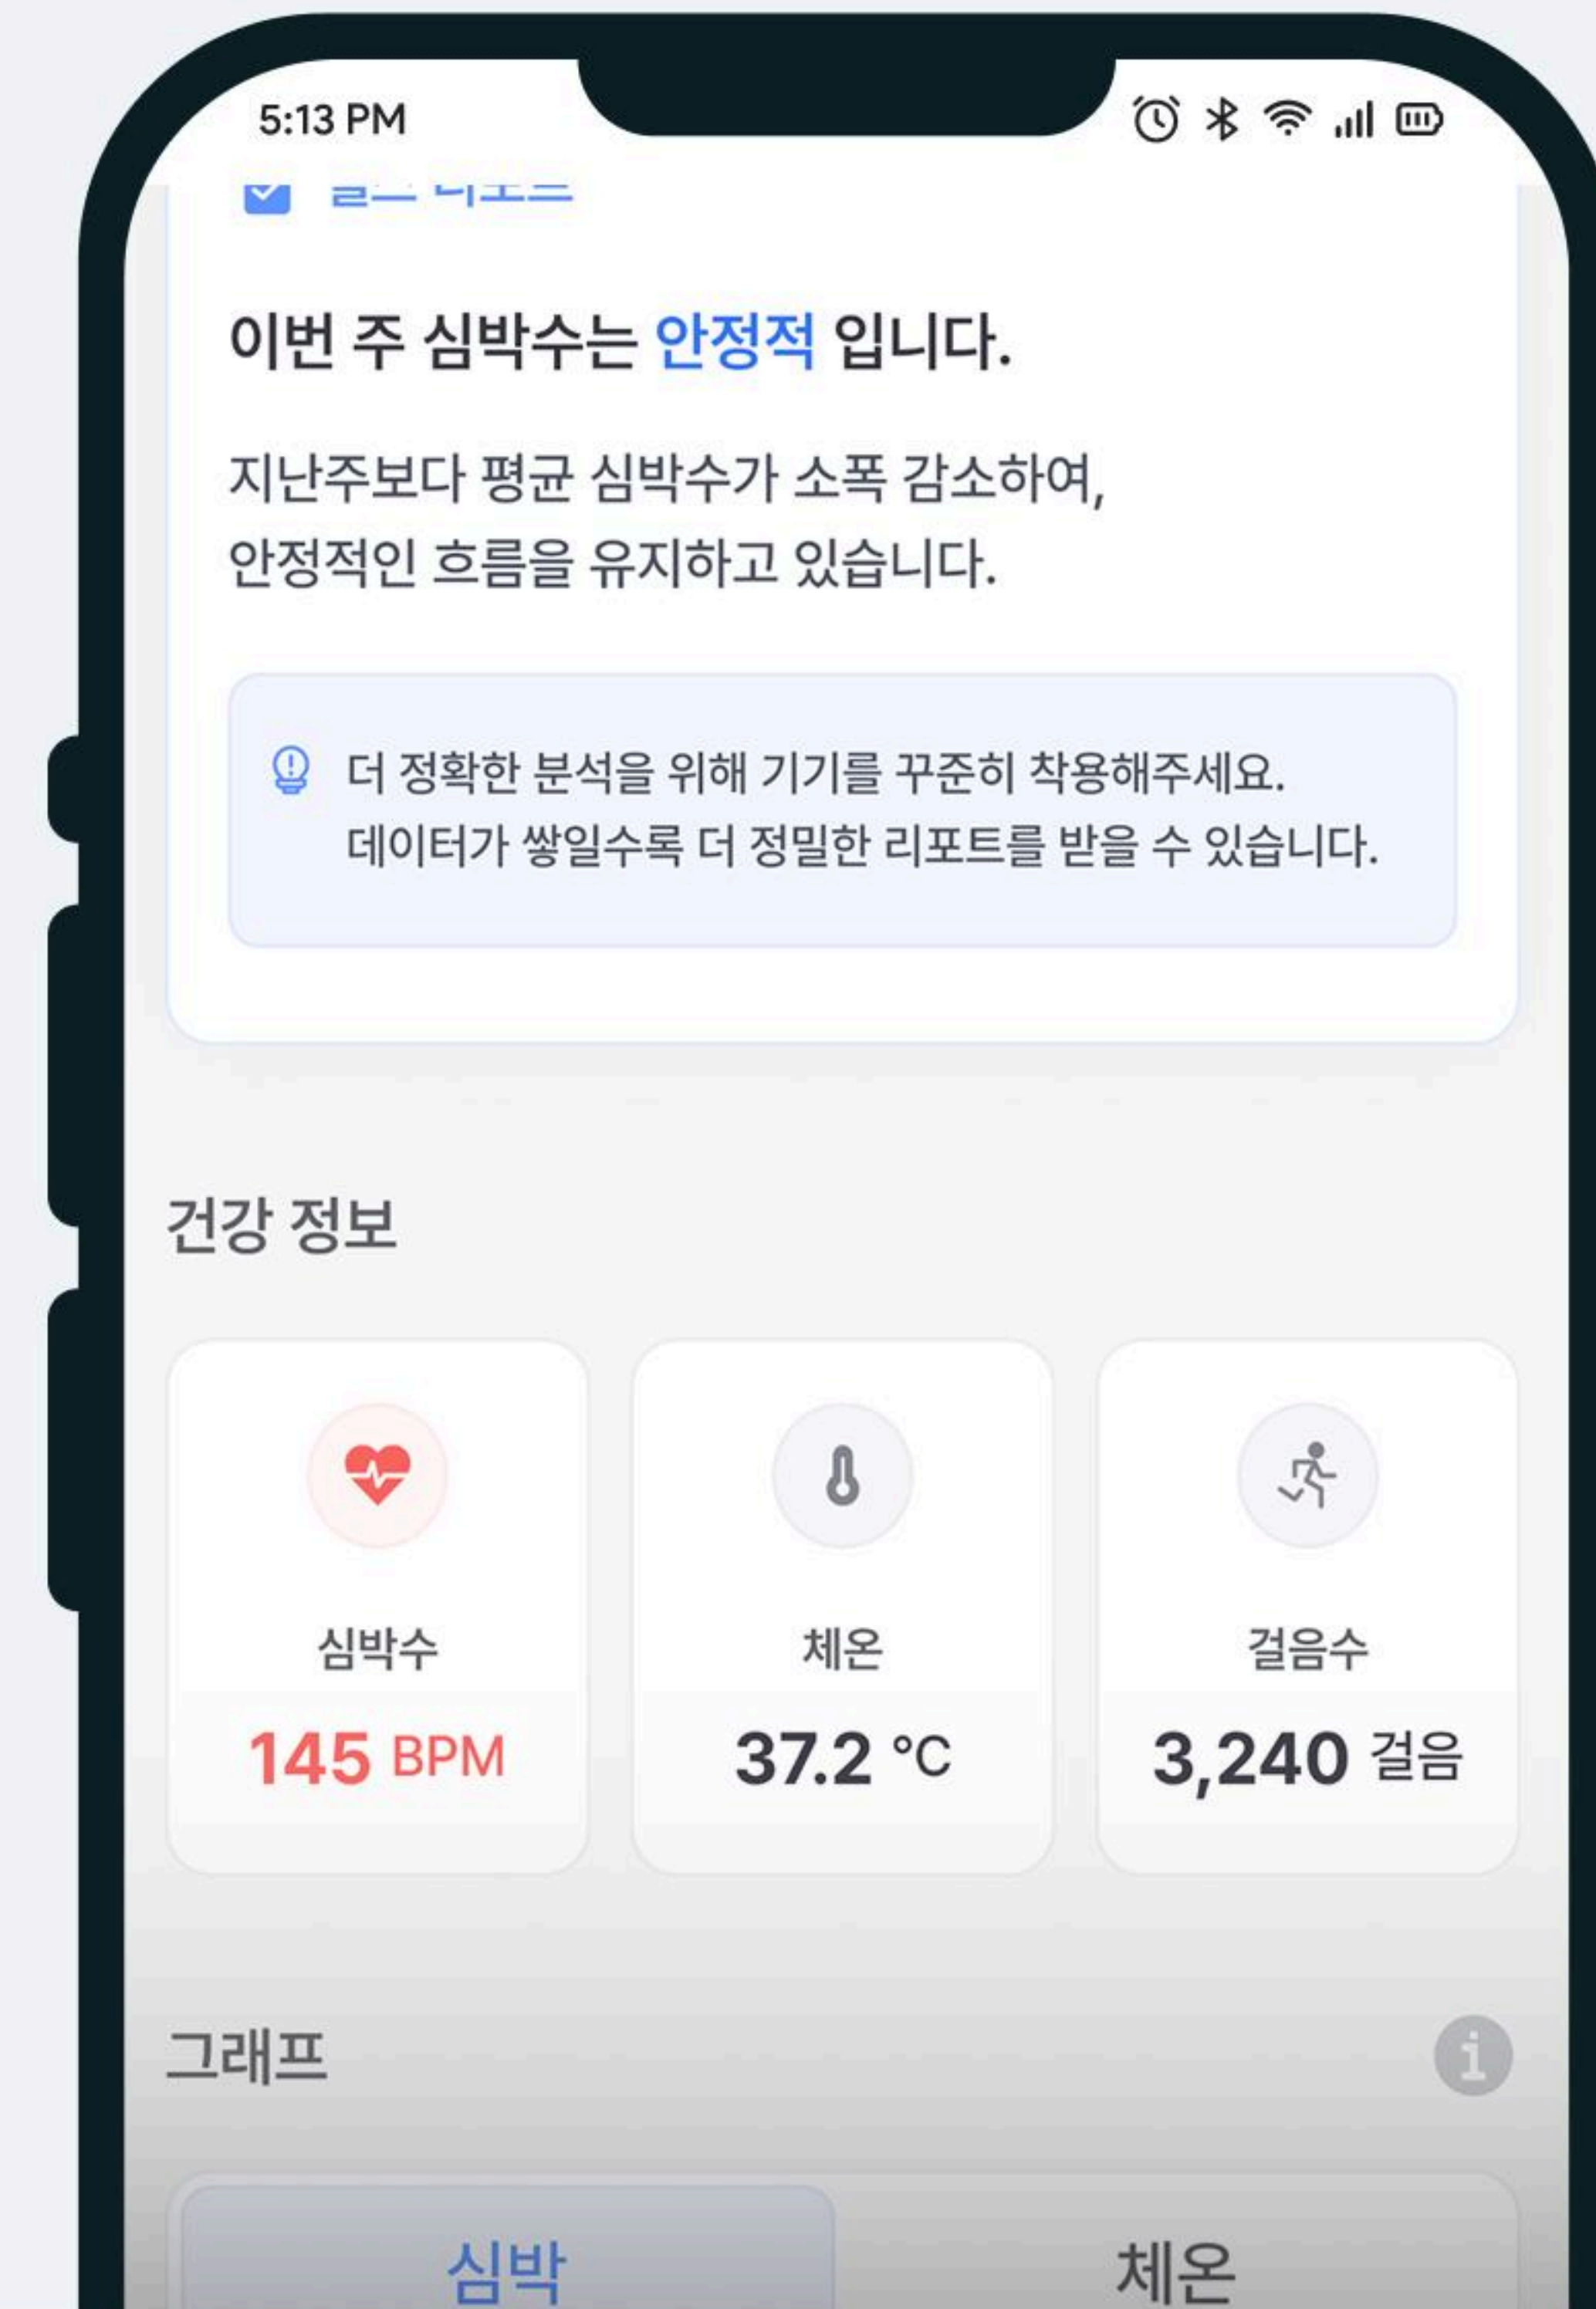 5:13 PM
이번 주 심박수는 안정적 입니다.
지난주보다 평균 심박수가 소폭 감소하여,
안정적인 흐름을 유지하고 있습니다.
더 정확한 분석을 위해 기기를 꾸준히 착용해주세요.
데이터가 쌓일수록 더 정밀한 리포트를 받을 수 있습니다.
건강 정보
심박수
145 BPM
체온
37.2 °C
걸음수
3,240 걸음
그래프
심박
체온